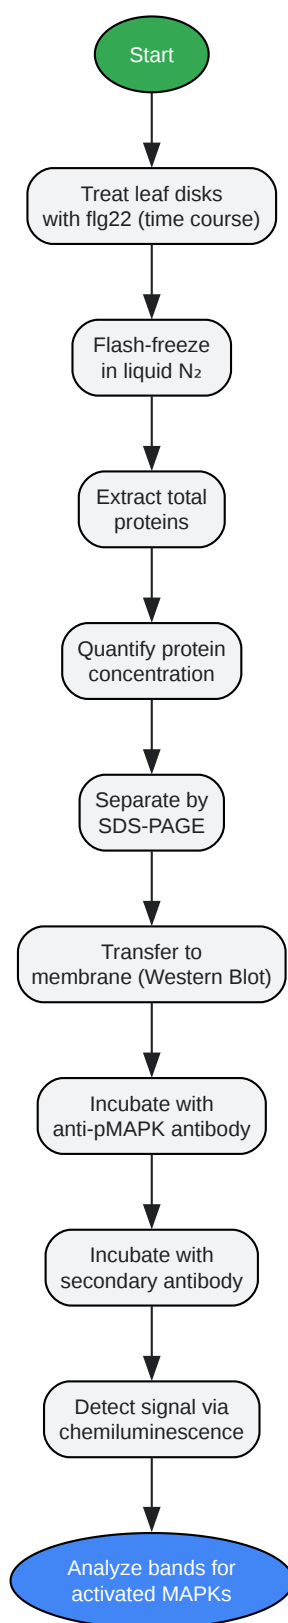 Start
Treat leaf disks
with flg22 (time course)
Flash-freeze
in liquid N₂
Extract total
proteins
Quantify protein
concentration
Separate by
SDS-PAGE
Transfer to
membrane (Western Blot)
Incubate with
anti-pMAPK antibody
Incubate with
secondary antibody
Detect signal via
chemiluminescence
Analyze bands for
activated MAPKs